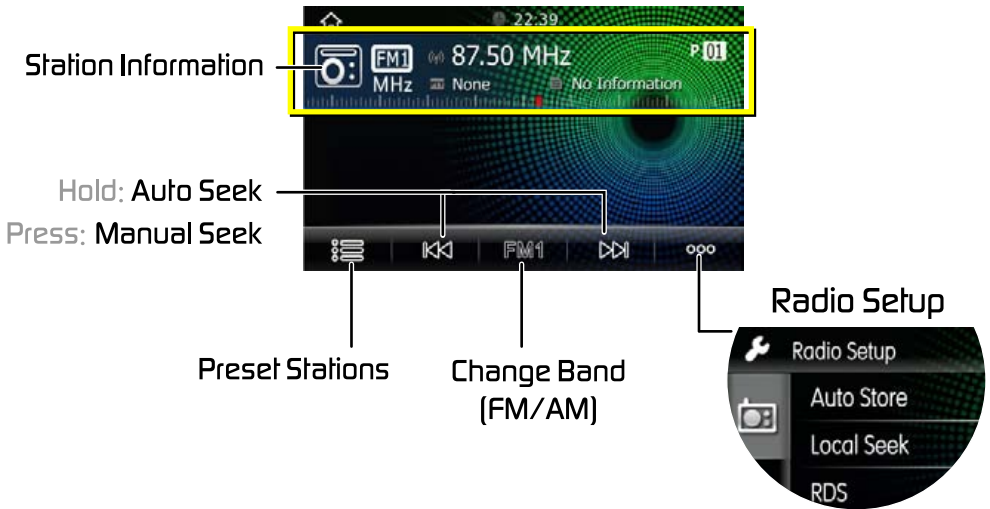 22:39
Station Information
FM1 87.50 MHz P 01
MHz None No Information
Hold: Auto Seek
Press: Manual Seek
FM1
Radio Setup
Preset Stations
Change Band
(FM/AM)
Radio Setup
Auto Store
Local Seek
RDS